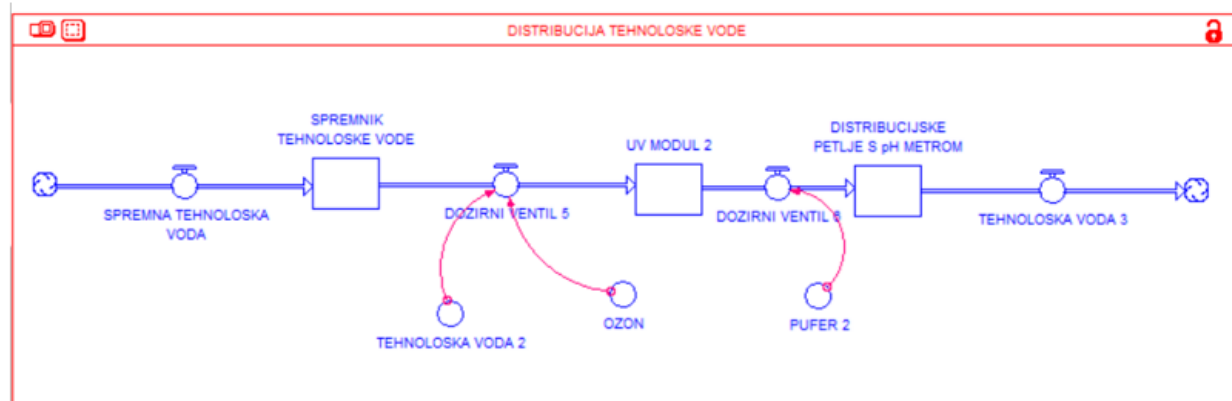 DISTRIBUCIJA TEHNOLOSKE VODE
SPREMNIK
TEHNOLOSKE VODE
UV MODUL 2
DISTRIBUCIJSKE
PETLJE S pH METROM
SPREMNA TEHNOLOSKA
VODA
DOZIRNI VENTIL 5
DOZIRNI VENTIL 6
TEHNOLOSKA VODA 3
TEHNOLOSKA VODA 2
OZON
PUFER 2